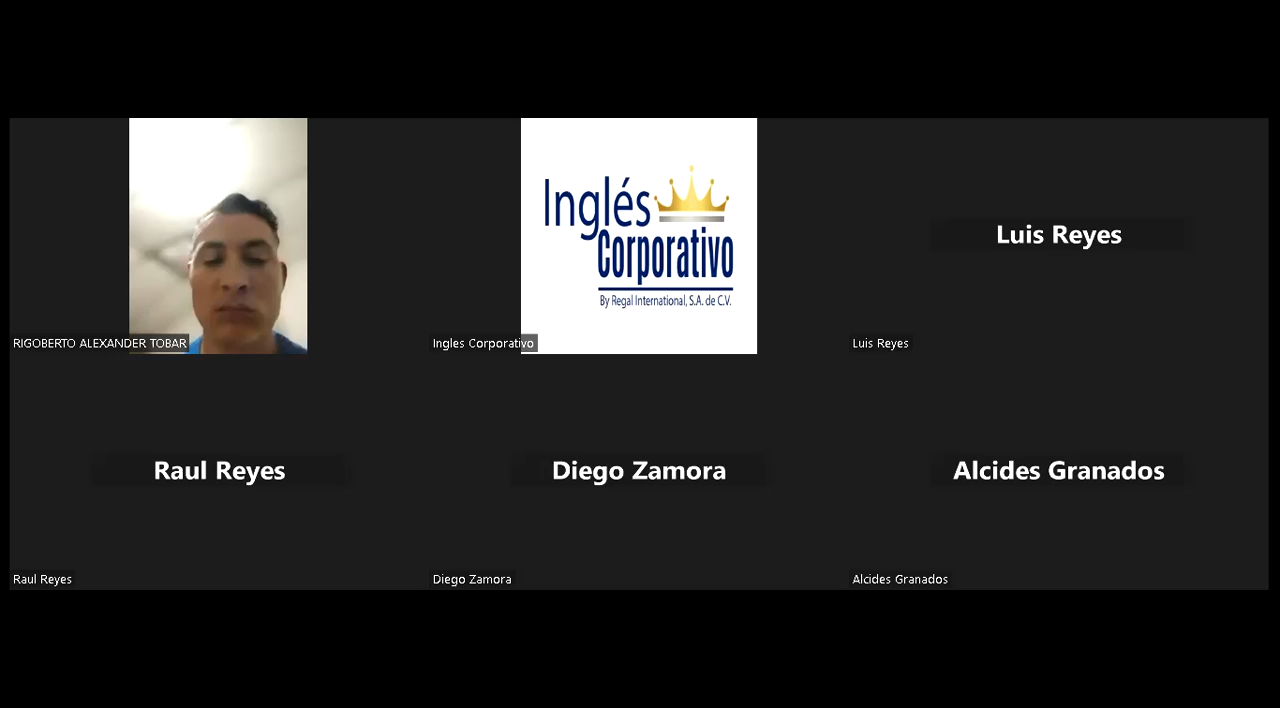 RIGOBERTO ALEXANDER TOBAR
Inglés
Corporativo
By Regal International, S.A. de C.V.
Ingles Corporativo
Luis Reyes
Luis Reyes
Raul Reyes
Raul Reyes
Diego Zamora
Diego Zamora
Alcides Granados
Alcides Granados